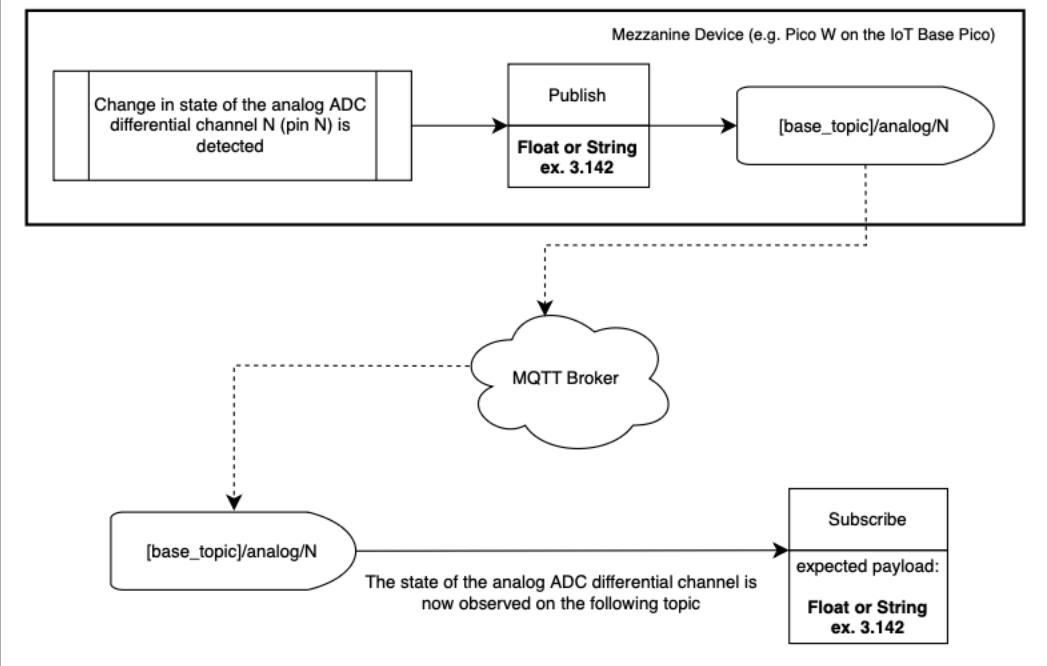 Mezzanine Device (e.g. Pico W on the IoT Base Pico)
Change in state of the analog ADC
differential channel N (pin N) is
detected
Publish
Float or String
ex. 3.142
[base_topic]/analog/N
MQTT Broker
[base_topic]/analog/N
The state of the analog ADC differential channel is
now observed on the following topic
Subscribe
expected payload:
Float or String
ex. 3.142